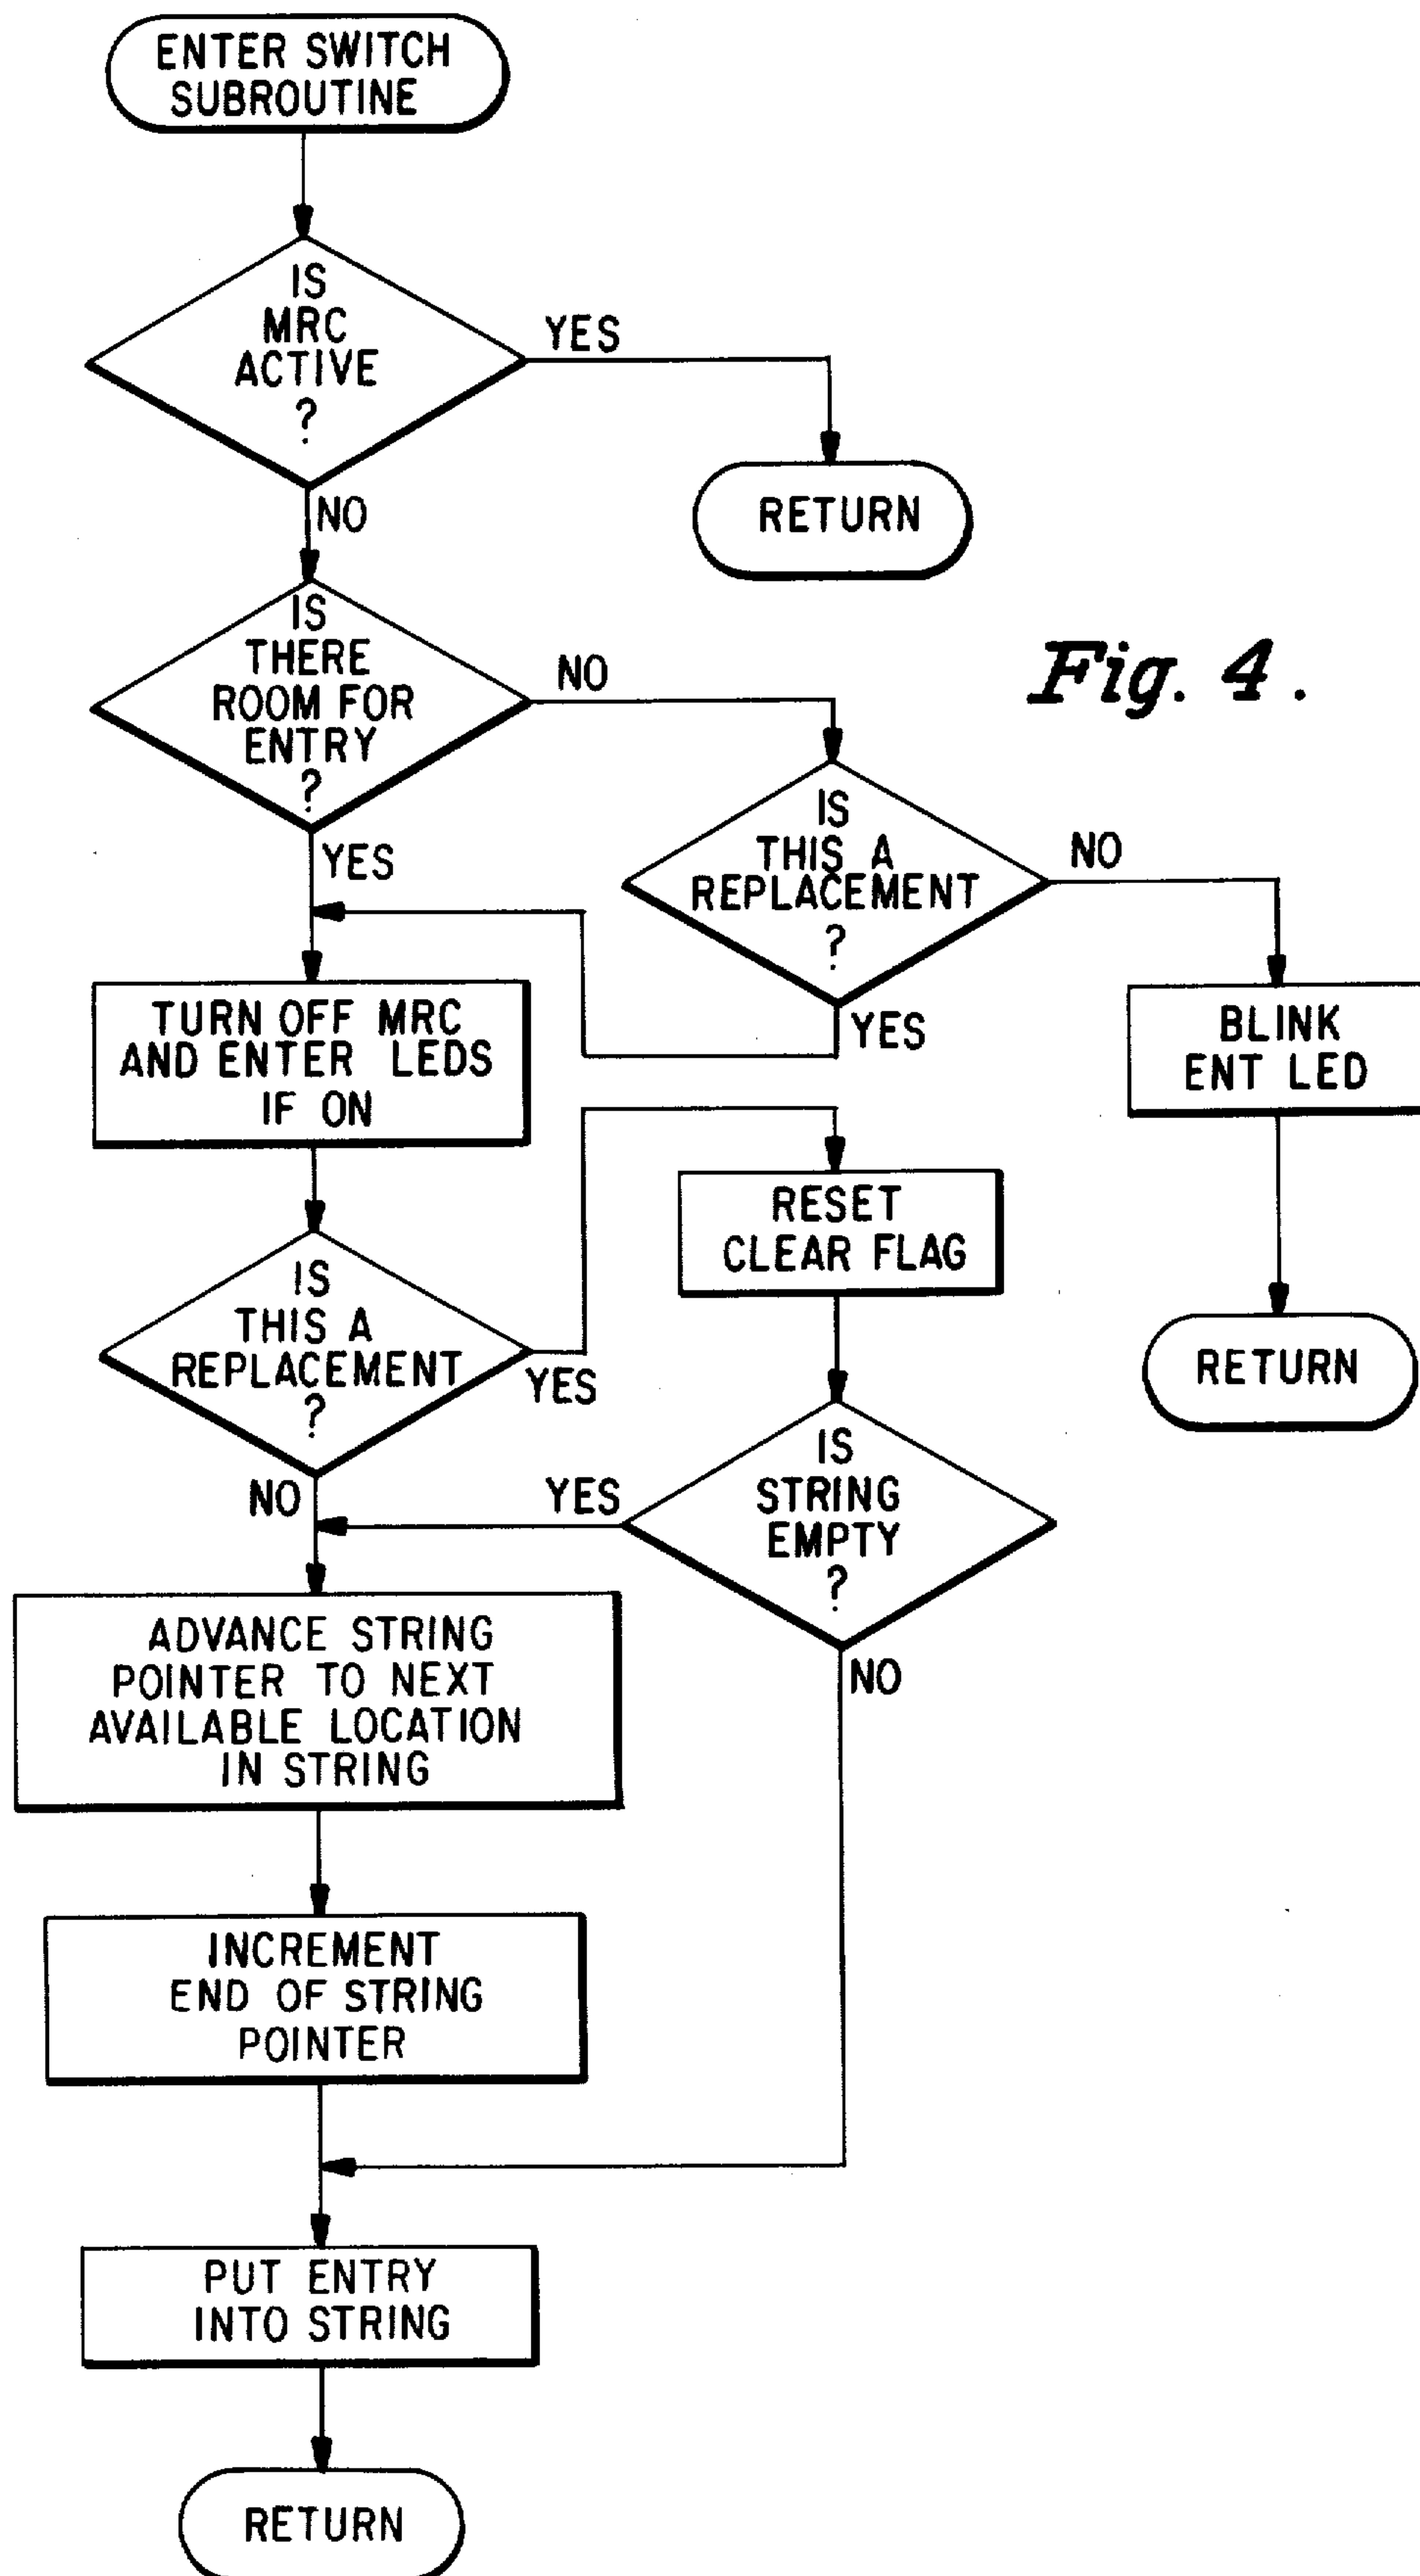 ENTER SWITCH
SUBROUTINE
IS
MRC
ACTIVE
?
YES
RETURN
NO
IS
THERE
ROOM FOR
ENTRY
?
NO
Fig. 4.
IS
THIS A
REPLACEMENT
?
NO
YES
YES
TURN OFF MRC
AND ENTER LEDS
IF ON
BLINK
ENT LED
RESET
CLEAR FLAG
IS
THIS A
REPLACEMENT
?
YES
RETURN
NO
YES
IS
STRING
EMPTY
?
NO
ADVANCE STRING
POINTER TO NEXT
AVAILABLE LOCATION
IN STRING
INCREMENT
END OF STRING
POINTER
PUT ENTRY
INTO STRING
RETURN